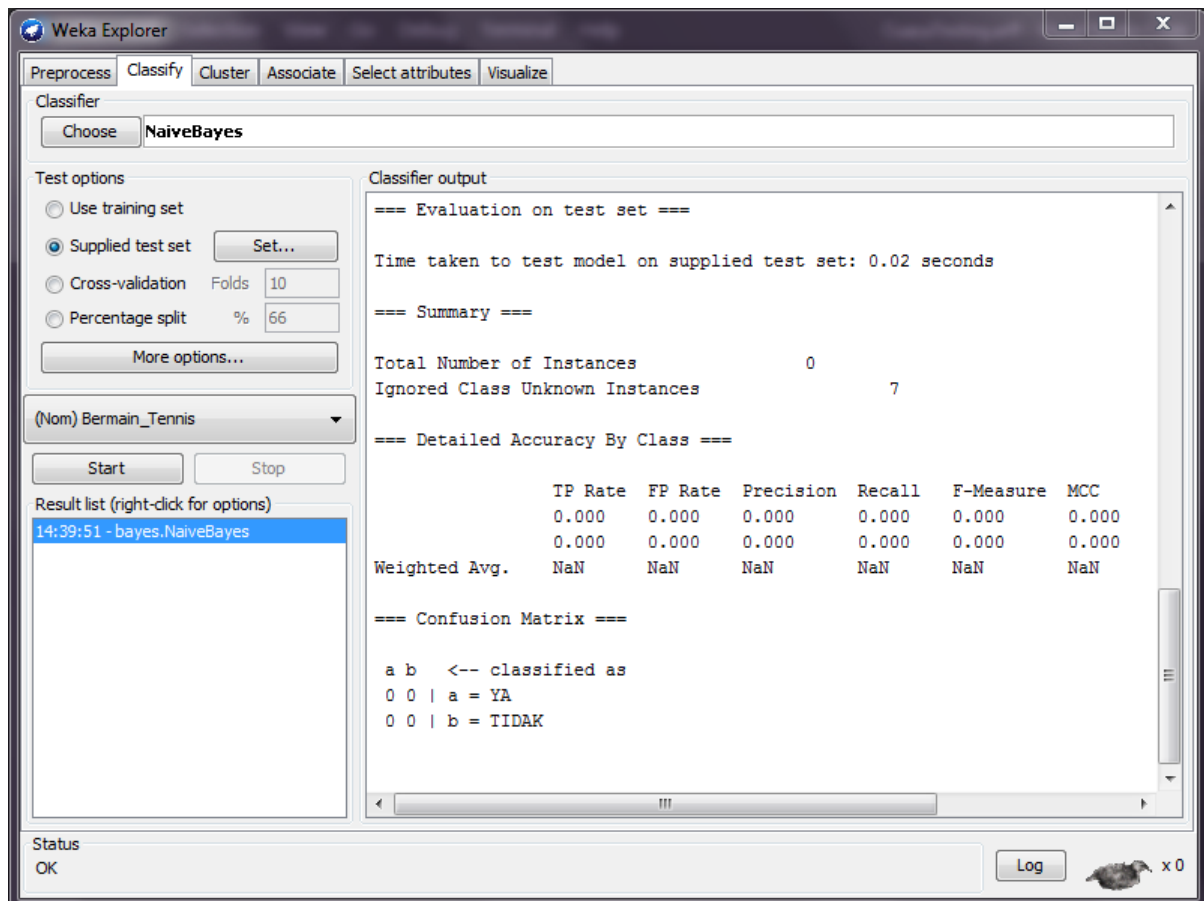 Weka Explorer
Preprocess Classify Cluster Associate Select attributes Visualize
Classifier
Choose NaiveBayes
Test options
Use training set
Supplied test set Set...
Cross-validation Folds 10
Percentage split % 66
More options...
(Nom) Bermain_Tennis
Start Stop
Result list (right-click for options)
14:39:51 - bayes.NaiveBayes
Classifier output
=== Evaluation on test set ===
Time taken to test model on supplied test set: 0.02 seconds
=== Summary ===
Total Number of Instances 0
Ignored Class Unknown Instances 7
=== Detailed Accuracy By Class ===
TP Rate FP Rate Precision Recall F-Measure MCC
0.000 0.000 0.000 0.000 0.000 0.000
0.000 0.000 0.000 0.000 0.000 0.000
Weighted Avg. NaN NaN NaN NaN NaN NaN
=== Confusion Matrix ===
a b <-- classified as
0 0 | a = YA
0 0 | b = TIDAK
Status
OK
Log x 0